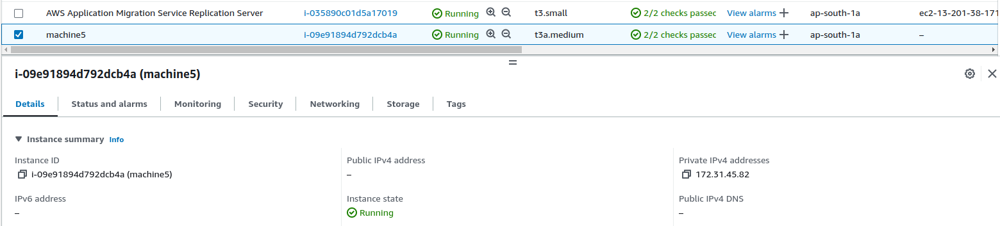 AWS Application Migration Service Replication Server i-035890c01d5a17019 Running t3.small 2/2 checks passec View alarms ap-south-1a ec2-13-201-38-171
machine5 i-09e91894d792dcb4a Running t3a.medium 2/2 checks passec View alarms ap-south-1a –
i-09e91894d792dcb4a (machine5)
Details Status and alarms Monitoring Security Networking Storage Tags
Instance summary Info
Instance ID Public IPv4 address Private IPv4 addresses
i-09e91894d792dcb4a (machine5) – 172.31.45.82
IPv6 address Instance state Public IPv4 DNS
– Running –